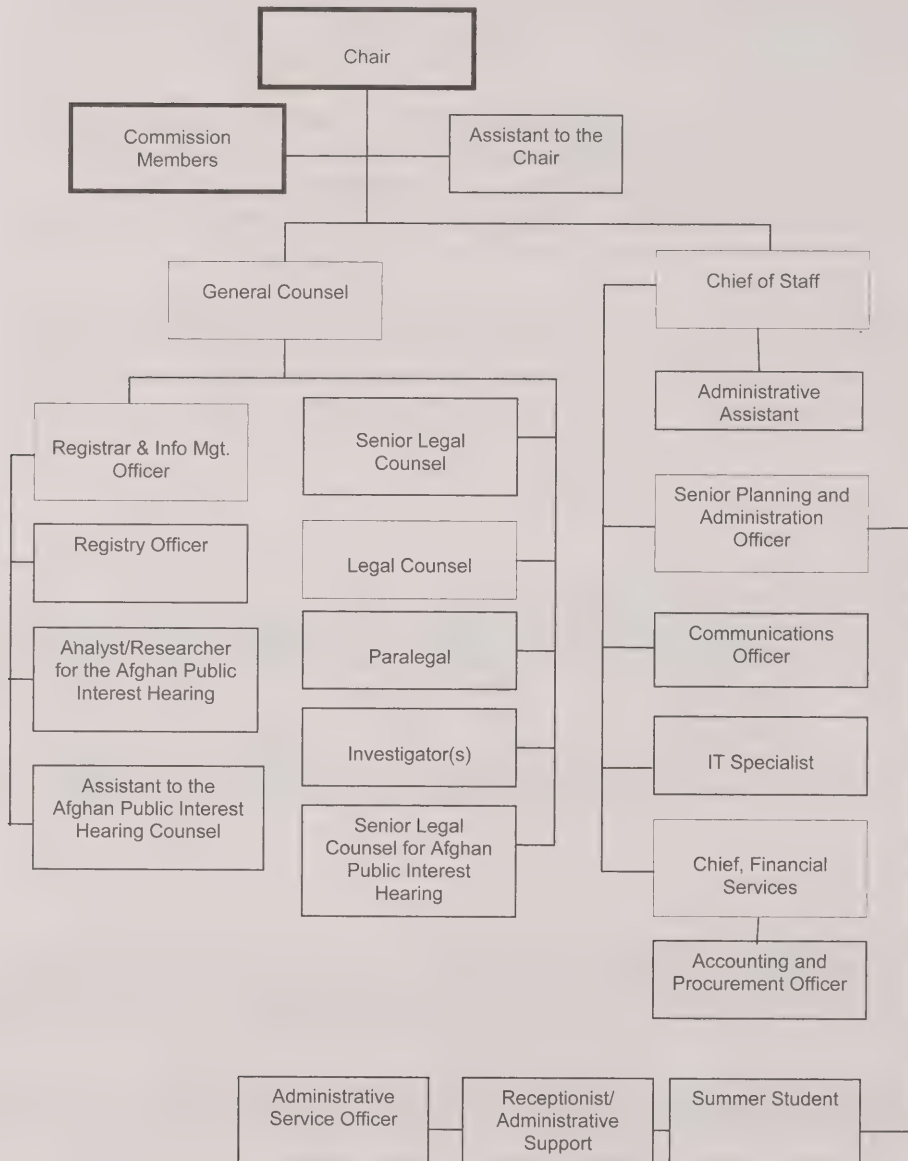 Chair
Commission
Members
Assistant to the
Chair
General Counsel
Chief of Staff
Administrative
Assistant
Registrar & Info Mgt.
Officer
Senior Legal
Counsel
Senior Planning and
Administration
Officer
Registry Officer
Legal Counsel
Communications
Officer
Analyst/Researcher
for the Afghan Public
Interest Hearing
Paralegal
Investigator(s)
IT Specialist
Assistant to the
Afghan Public Interest
Hearing Counsel
Senior Legal
Counsel for Afghan
Public Interest
Hearing
Chief, Financial
Services
Accounting and
Procurement Officer
Administrative
Service Officer
Receptionist/
Administrative
Support
Summer Student